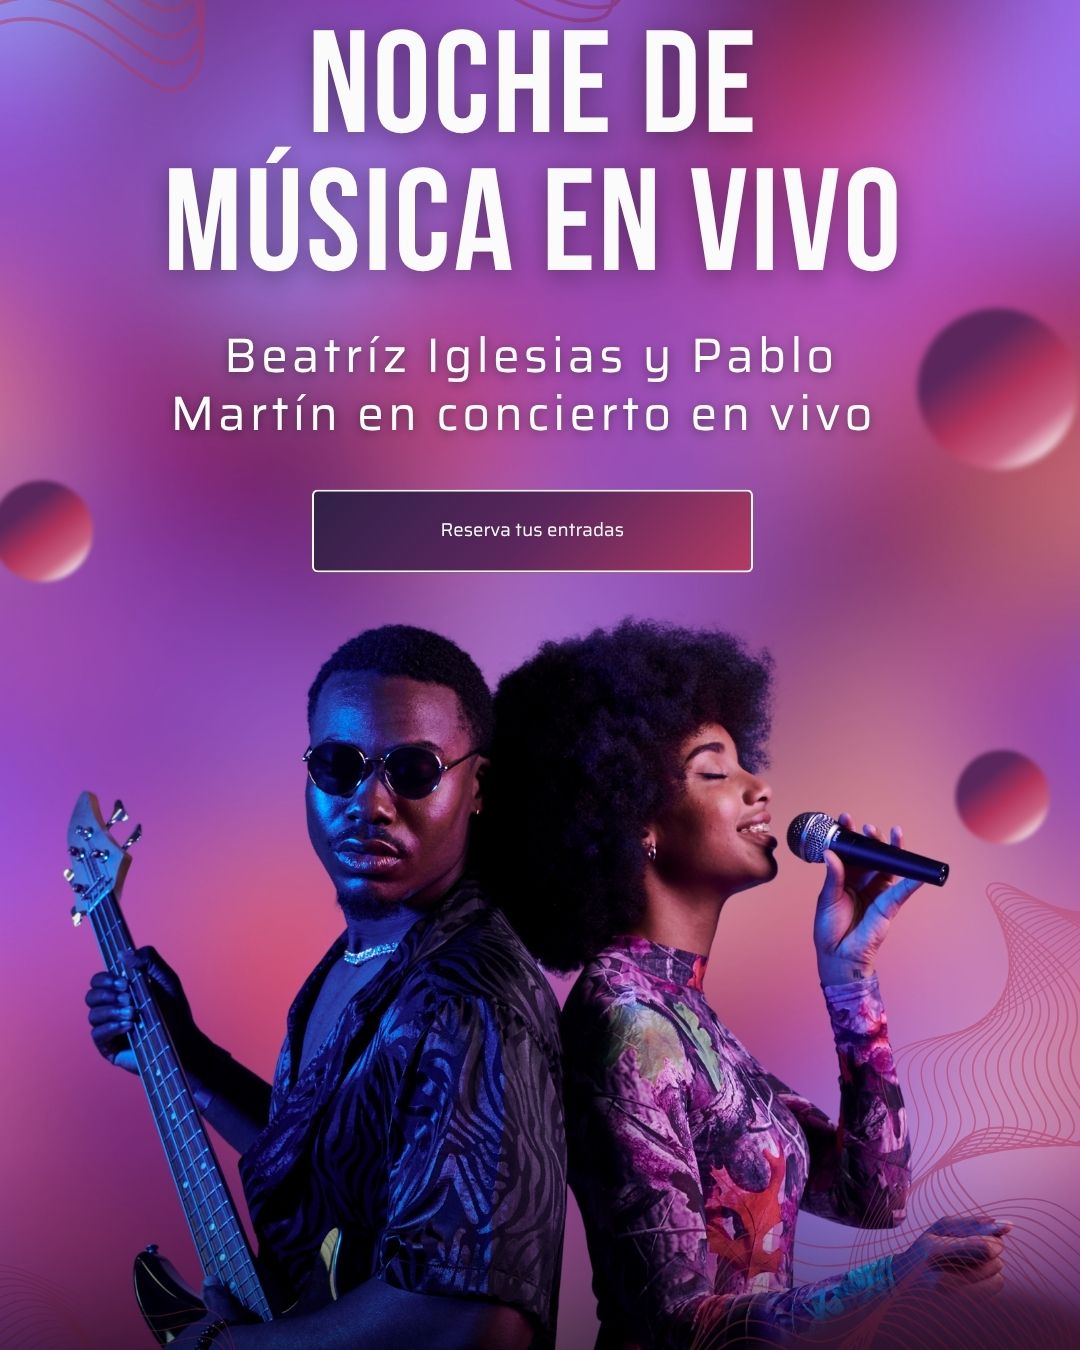 NOCHE DE
MÚSICA EN VIVO
Beatríz Iglesias y Pablo
Martín en concierto en vivo
Reserva tus entradas